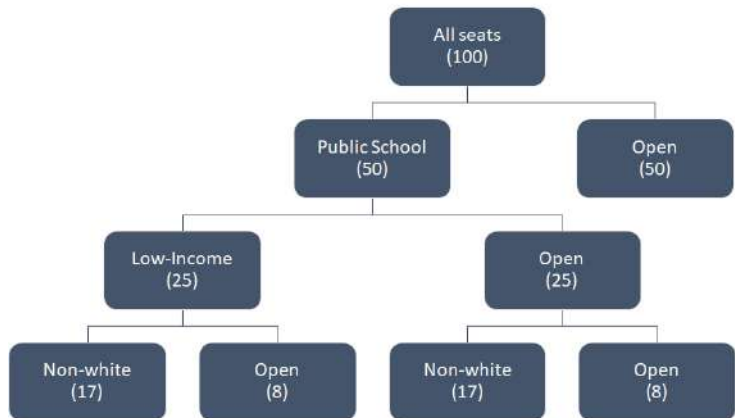 All seats
(100)
Public School
(50)
Open
(50)
Low-Income
(25)
Open
(25)
Non-white
(17)
Open
(8)
Non-white
(17)
Open
(8)